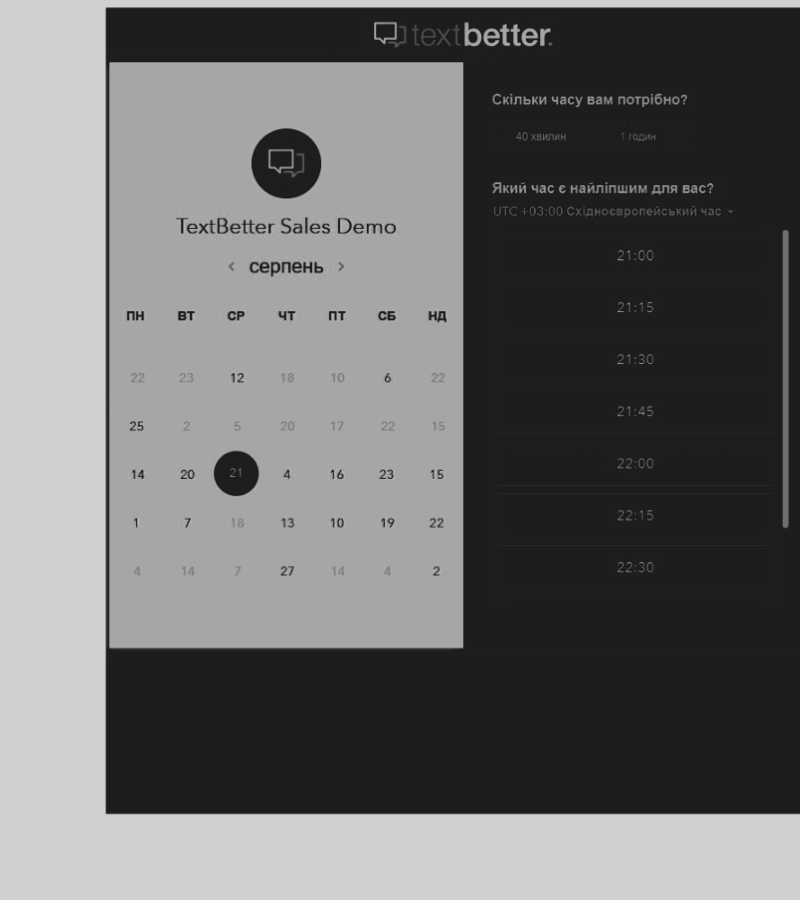 textbetter.
TextBetter Sales Demo
‹ серпень ›
ПН ВТ СР ЧТ ПТ СБ НД
22 23 12 18 10 6 22
25 2 5 20 17 22 15
14 20 21 4 16 23 15
1 7 18 13 10 19 22
4 14 7 27 14 4 2
Скільки часу вам потрібно?
40 хвилин 1 годин
Який час є найліпшим для вас?
UTC +03:00 Східноєвропейський час
21:00
21:15
21:30
21:45
22:00
22:15
22:30